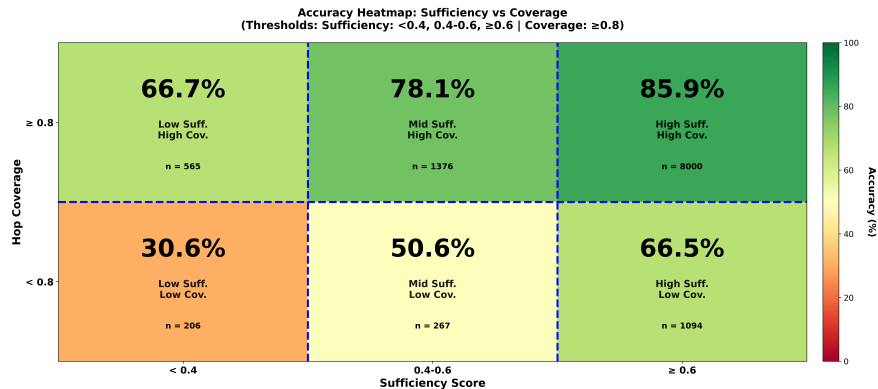 Accuracy Heatmap: Sufficiency vs Coverage
(Thresholds: Sufficiency: <0.4, 0.4-0.6, ≥0.6 | Coverage: ≥0.8)
Hop Coverage
≥ 0.8
66.7%
Low Suff.
High Cov.
n = 565
78.1%
Mid Suff.
High Cov.
n = 1376
85.9%
High Suff.
High Cov.
n = 8000
< 0.8
30.6%
Low Suff.
Low Cov.
n = 206
50.6%
Mid Suff.
Low Cov.
n = 267
66.5%
High Suff.
Low Cov.
n = 1094
< 0.4
0.4-0.6
≥ 0.6
Sufficiency Score
100
80
60
40
20
0
Accuracy (%)